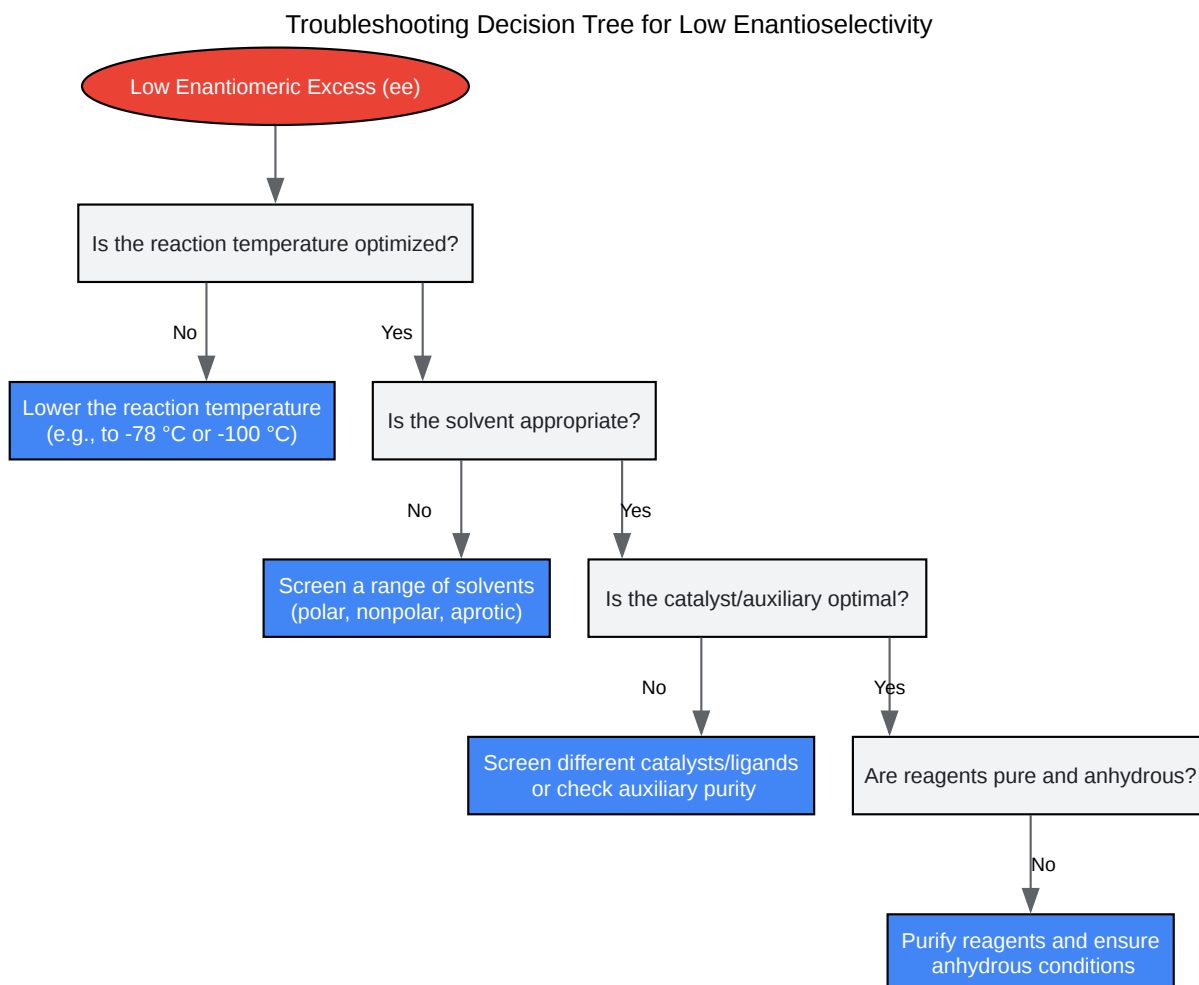 Troubleshooting Decision Tree for Low Enantioselectivity
Low Enantiomeric Excess (ee)
Is the reaction temperature optimized?
No
Yes
Lower the reaction temperature
(e.g., to -78 °C or -100 °C)
Is the solvent appropriate?
No
Yes
Screen a range of solvents
(polar, nonpolar, aprotic)
Is the catalyst/auxiliary optimal?
No
Yes
Screen different catalysts/ligands
or check auxiliary purity
Are reagents pure and anhydrous?
No
Purify reagents and ensure
anhydrous conditions